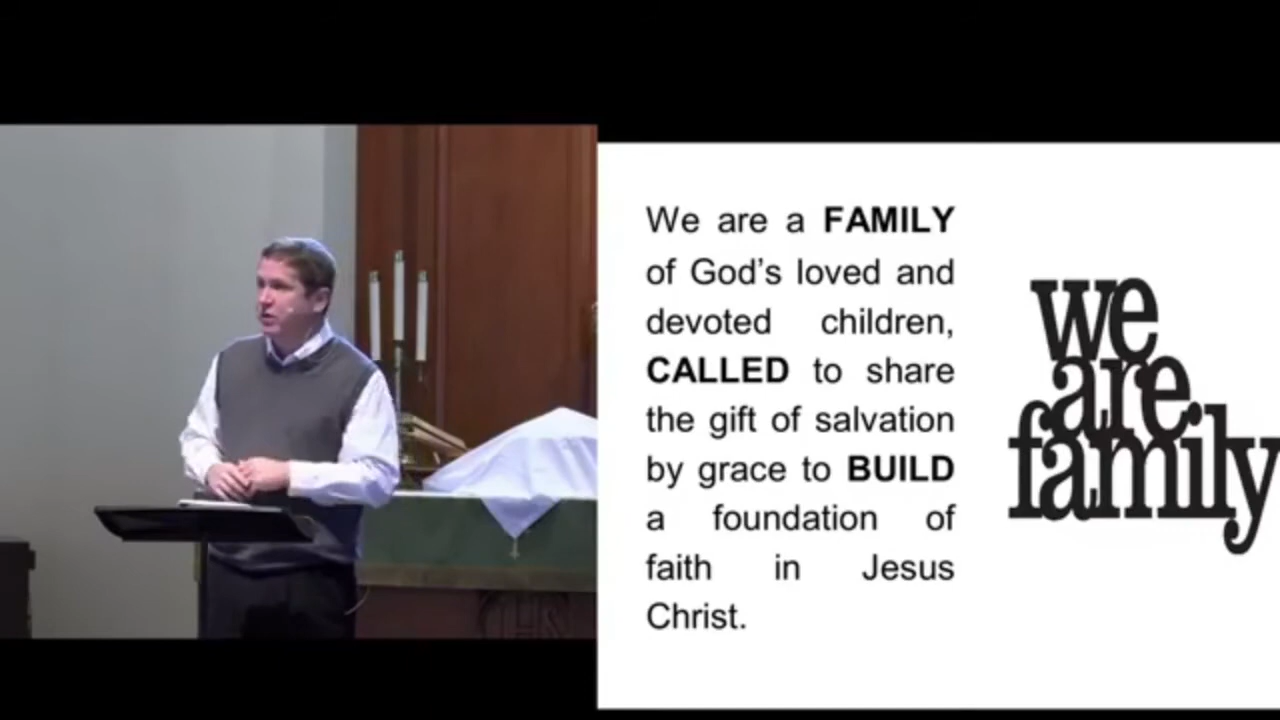 We are a FAMILY
of God’s loved and
devoted children,
CALLED to share
the gift of salvation
by grace to BUILD
a foundation of
faith in Jesus
Christ.
we
are
family